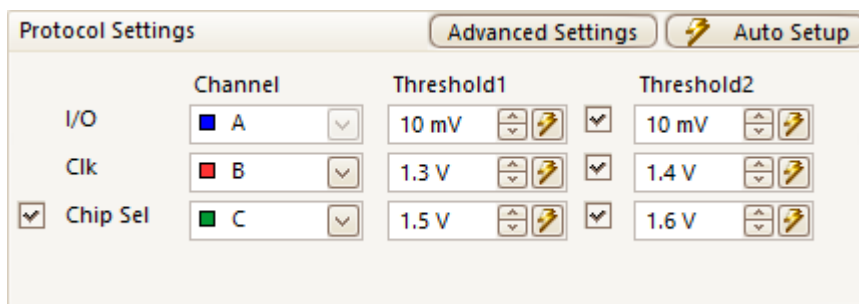 Protocol Settings Advanced Settings Auto Setup
Channel Threshold1 Threshold2
I/O A 10 mV 10 mV
Clk B 1.3 V 1.4 V
Chip Sel C 1.5 V 1.6 V